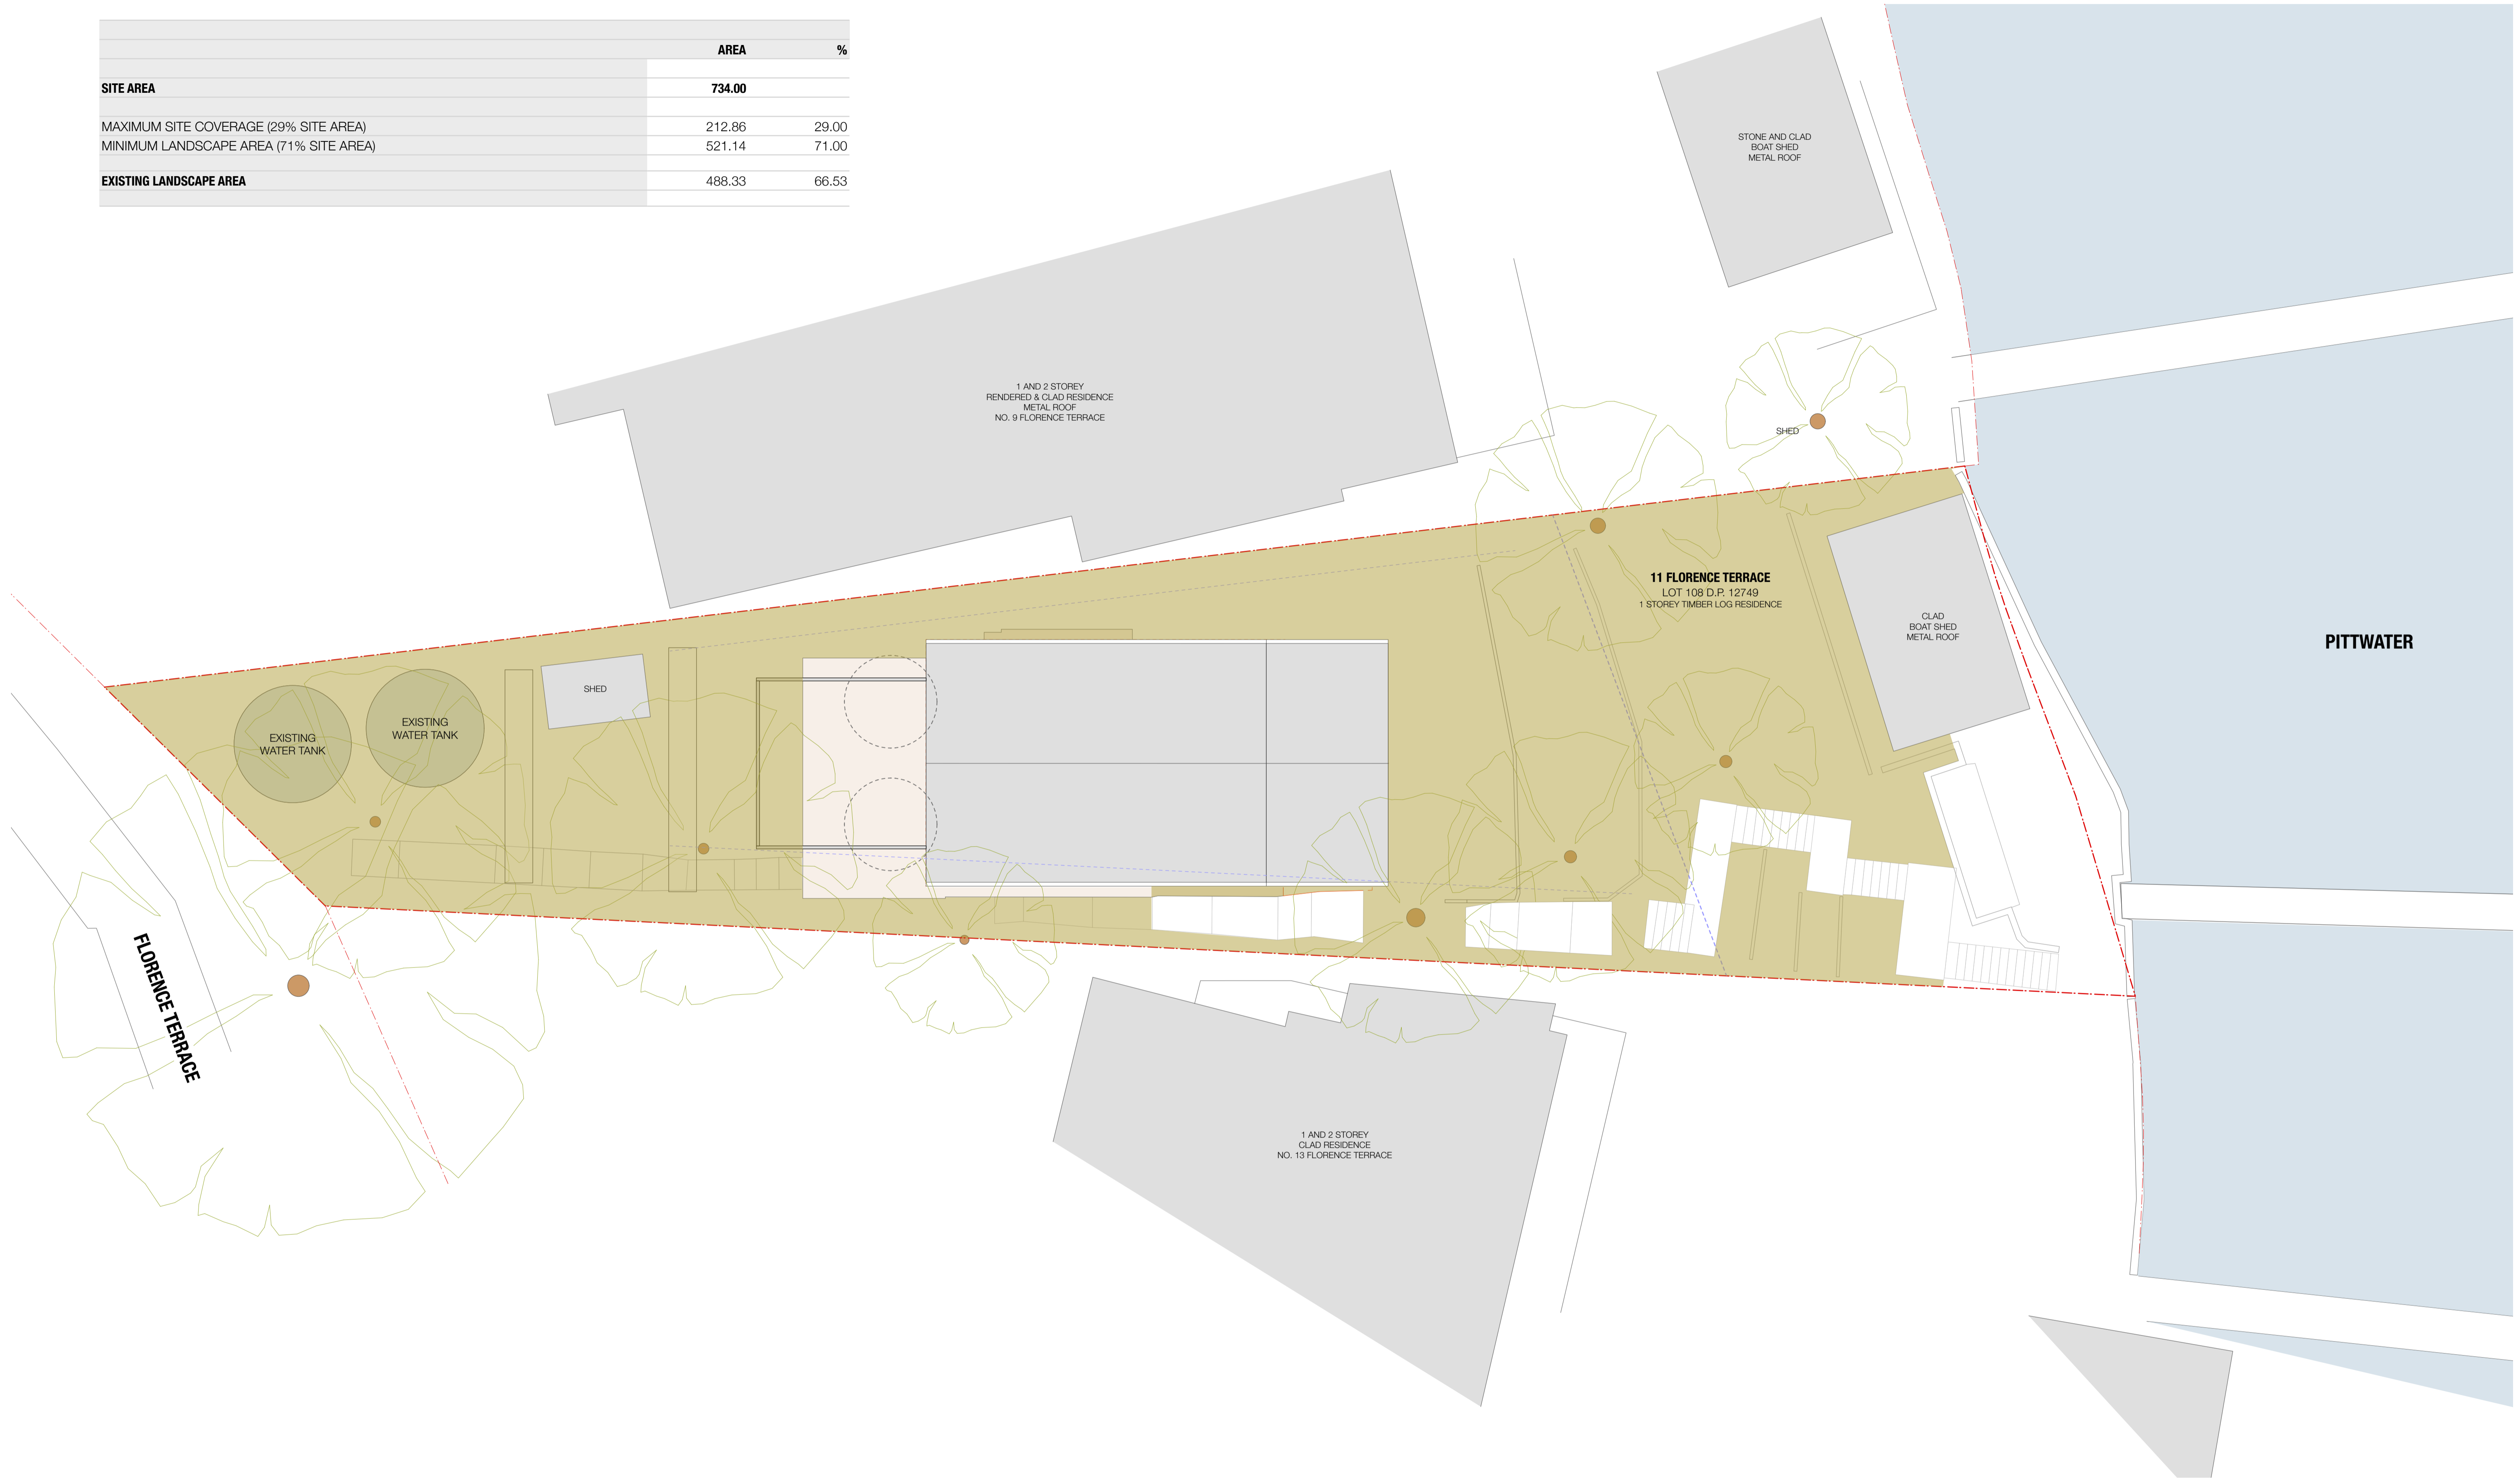 AREA %
SITE AREA 734.00
MAXIMUM SITE COVERAGE (29% SITE AREA) 212.86 29.00
MINIMUM LANDSCAPE AREA (71% SITE AREA) 521.14 71.00
EXISTING LANDSCAPE AREA 488.33 66.53
STONE AND CLAD
BOAT SHED
METAL ROOF
1 AND 2 STOREY
RENDERED & CLAD RESIDENCE
METAL ROOF
NO. 9 FLORENCE TERRACE
SHED
11 FLORENCE TERRACE
LOT 108 D.P. 12749
1 STOREY TIMBER LOG RESIDENCE
CLAD
BOAT SHED
METAL ROOF
PITTWATER
SHED
EXISTING
WATER TANK
EXISTING
WATER TANK
FLORENCE TERRACE
1 AND 2 STOREY
CLAD RESIDENCE
NO. 13 FLORENCE TERRACE